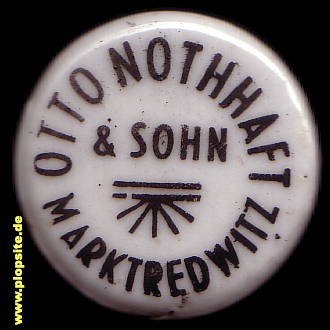 OTTO NOTHHAFT
& SOHN
MARKTREDWITZ
www.plopsite.de